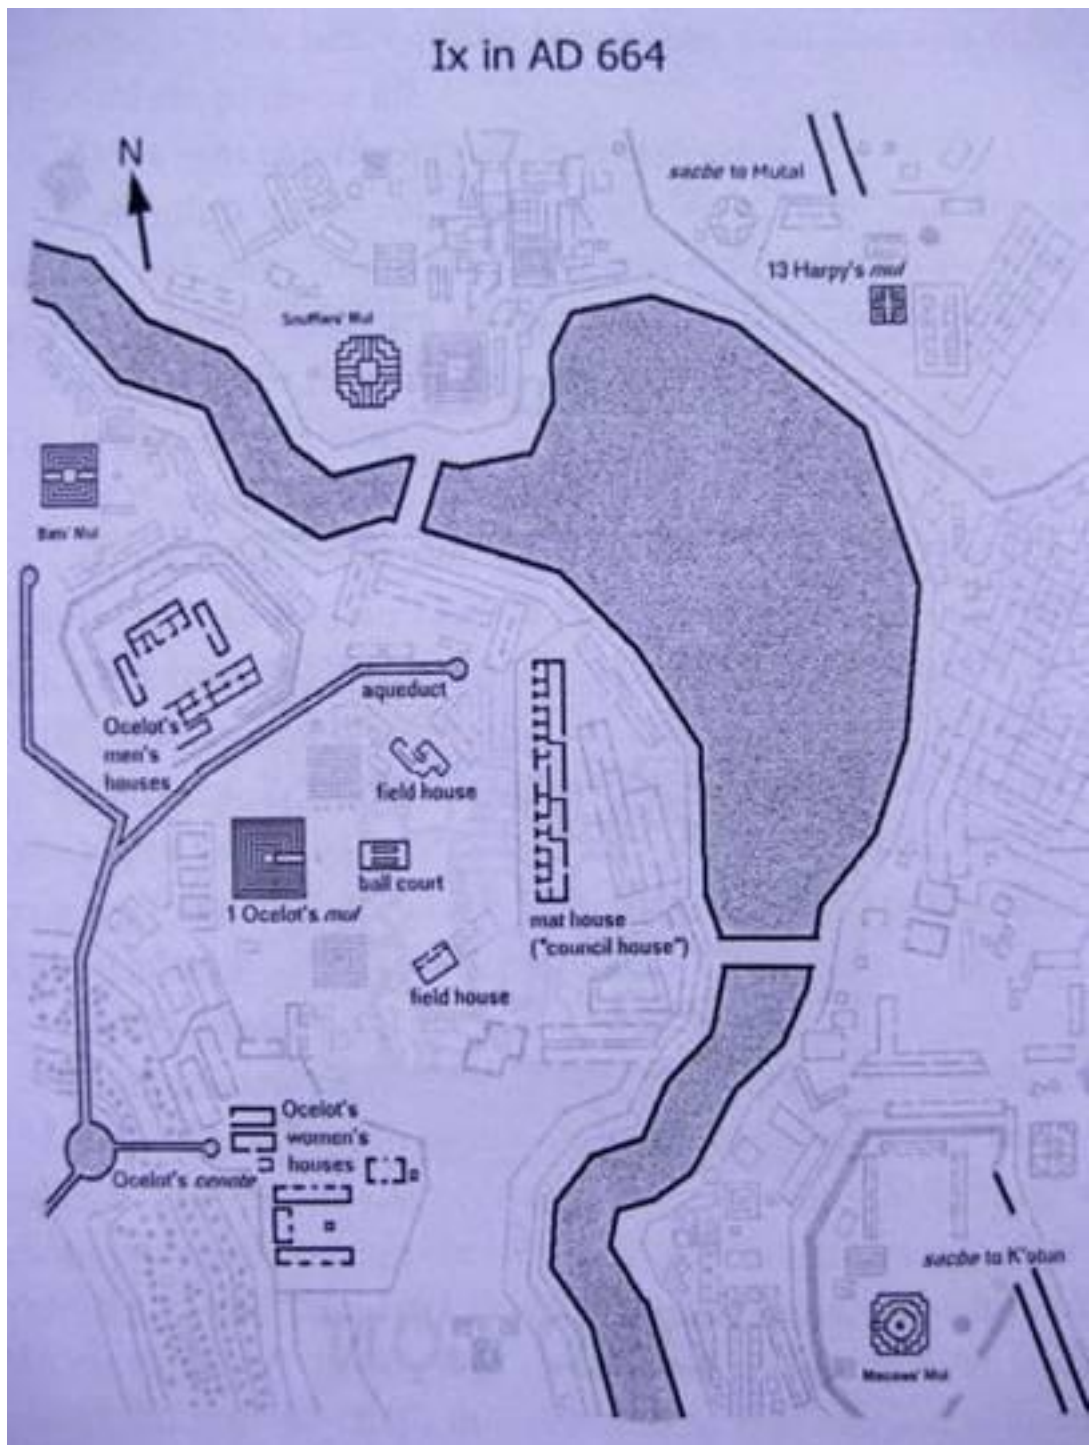 Ix in AD 664
N
sacbe to Mutal
13 Harpy's mul
Snufflers' Mul
Bats' Mul
aqueduct
Ocelot's
men's
houses
field house
ball court
1 Ocelot's mul
mat house
("council house")
field house
Ocelot's
women's
houses
Ocelot's cenote
sacbe to K'atun
Macaws' Mul